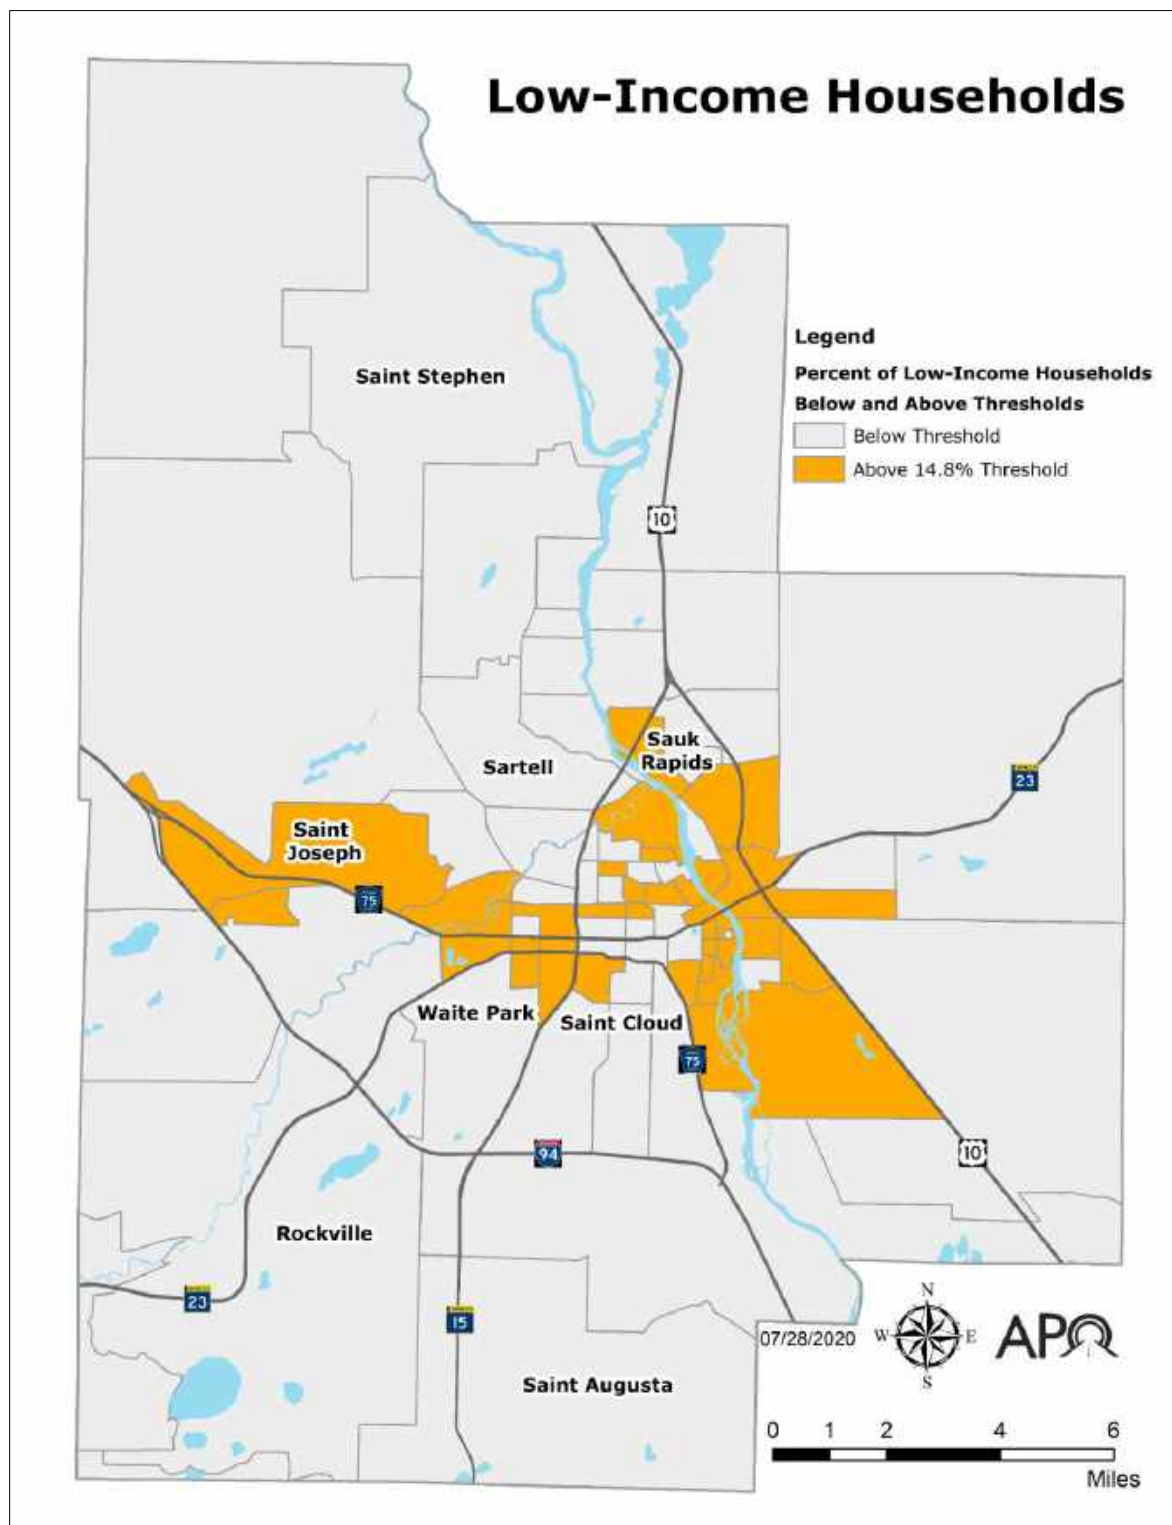 Low-Income Households
Legend
Percent of Low-Income Households
Below and Above Thresholds
Below Threshold
Above 14.8% Threshold
Saint Stephen
10
Sauk
Rapids
Sartell
23
Saint
Joseph
75
Waite Park
Saint Cloud
75
94
10
Rockville
23
15
07/28/2020
N
W
E
S
APO
Saint Augusta
0 1 2 4 6
Miles